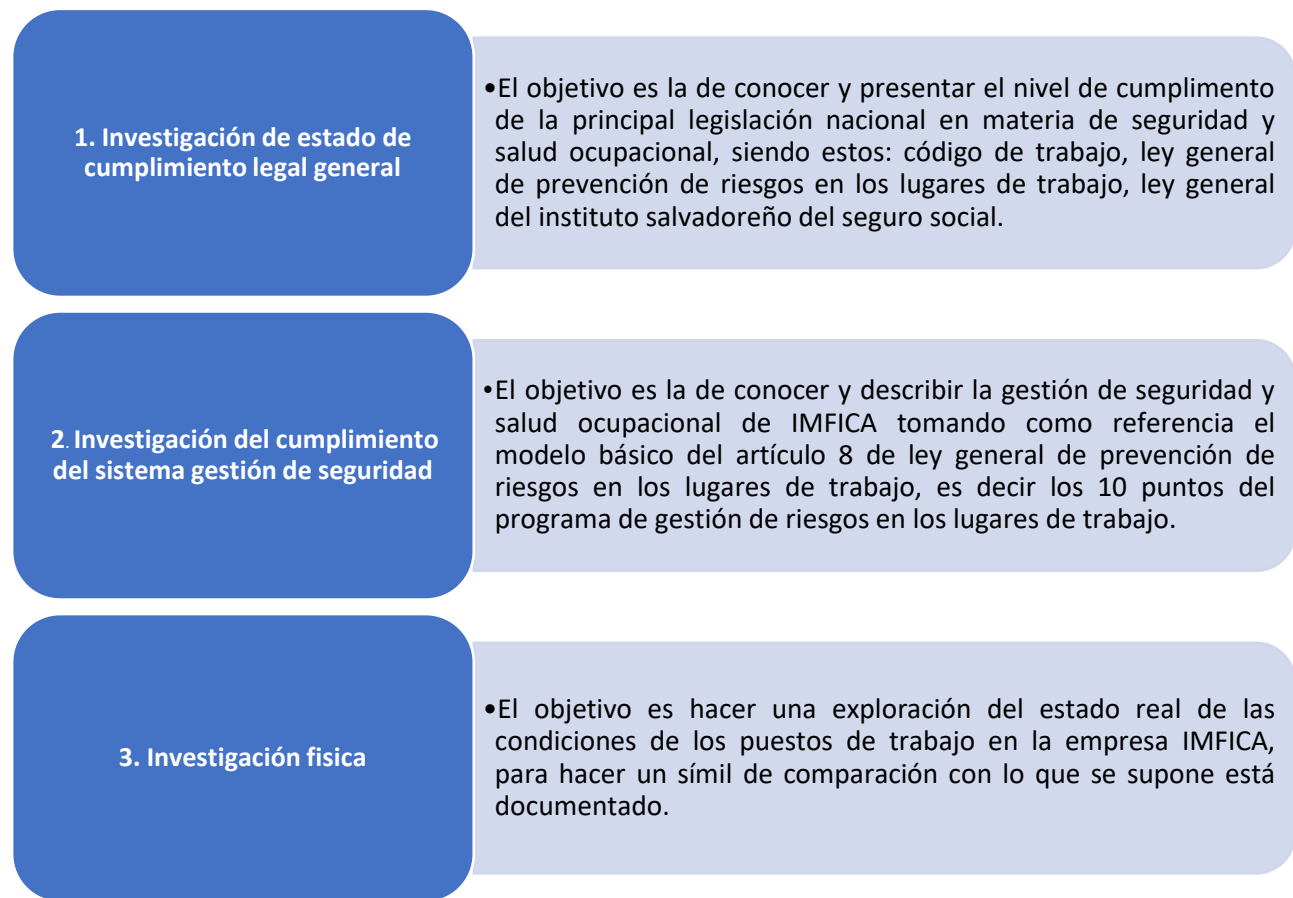 1. Investigación de estado de
cumplimiento legal general
•El objetivo es la de conocer y presentar el nivel de cumplimento
de la principal legislación nacional en materia de seguridad y
salud ocupacional, siendo estos: código de trabajo, ley general
de prevención de riesgos en los lugares de trabajo, ley general
del instituto salvadoreño del seguro social.
2. Investigación del cumplimiento
del sistema gestión de seguridad
•El objetivo es la de conocer y describir la gestión de seguridad y
salud ocupacional de IMFICA tomando como referencia el
modelo básico del artículo 8 de ley general de prevención de
riesgos en los lugares de trabajo, es decir los 10 puntos del
programa de gestión de riesgos en los lugares de trabajo.
3. Investigación fisica
•El objetivo es hacer una exploración del estado real de las
condiciones de los puestos de trabajo en la empresa IMFICA,
para hacer un símil de comparación con lo que se supone está
documentado.